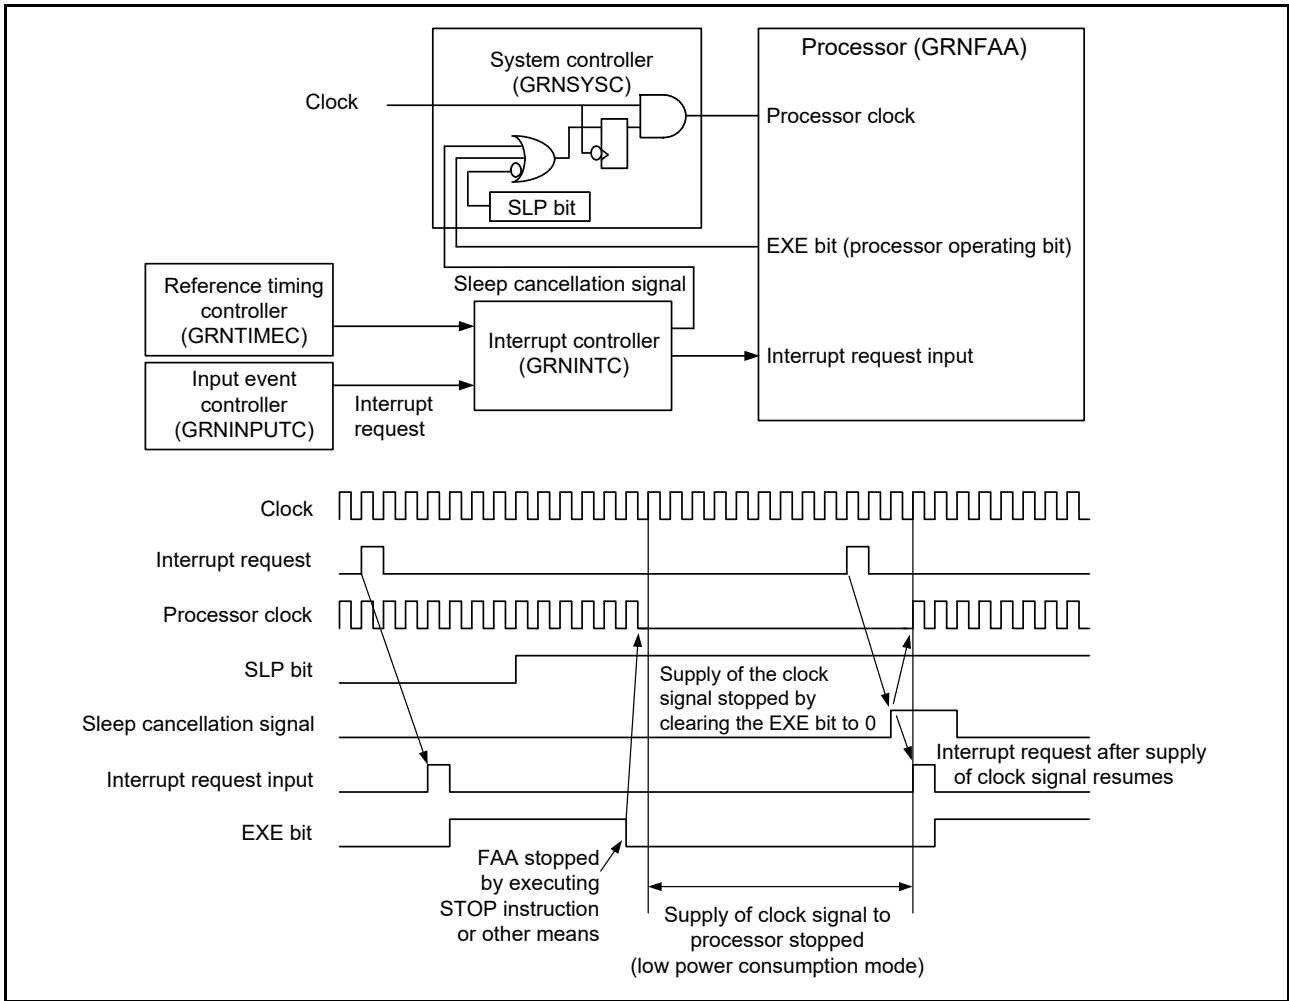 System controller
(GRNSYSC)
Processor (GRNFAA)
Clock
Processor clock
SLP bit
EXE bit (processor operating bit)
Sleep cancellation signal
Reference timing
controller
(GRNTIMEC)
Interrupt controller
(GRNINTC)
Interrupt request input
Input event
controller
(GRNINPUTC)
Interrupt
request
Clock
Interrupt request
Processor clock
SLP bit
Supply of the clock
signal stopped by
clearing the EXE bit to 0
Sleep cancellation signal
Interrupt request after supply
of clock signal resumes
Interrupt request input
EXE bit
FAA stopped
by executing
STOP instruction
or other means
Supply of clock signal to
processor stopped
(low power consumption mode)